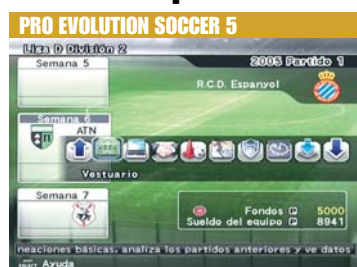 PRO EVOLUTION SOCCER 5
Liga D División 2
2005 Partido 1
Semana 5
R.C.D. Espanyol
Semana 6
ATN
Vestuario
Semana 7
Fondos P 5000
Sueldo del equipo P 8941
neaciones básicas, analiza los partidos anteriores y ve datos
Ayuda